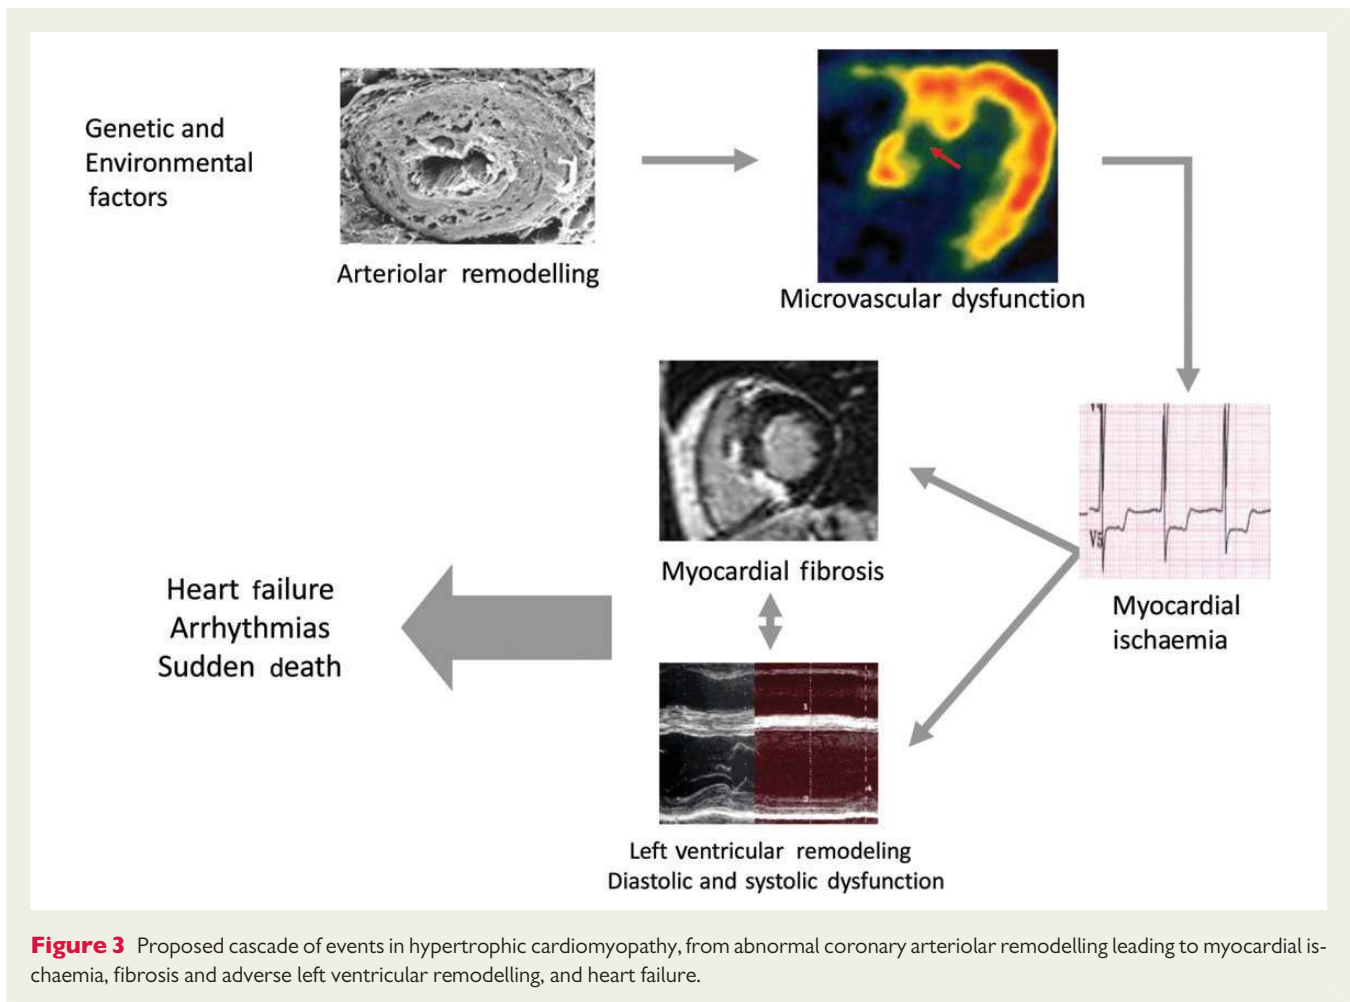 Genetic and
Environmental
factors
Arteriolar remodelling
Microvascular dysfunction
V5
Myocardial
ischaemia
Myocardial fibrosis
Heart failure
Arrhythmias
Sudden death
Left ventricular remodeling
Diastolic and systolic dysfunction
Figure 3 Proposed cascade of events in hypertrophic cardiomyopathy, from abnormal coronary arteriolar remodelling leading to myocardial is-
chaemia, fibrosis and adverse left ventricular remodelling, and heart failure.